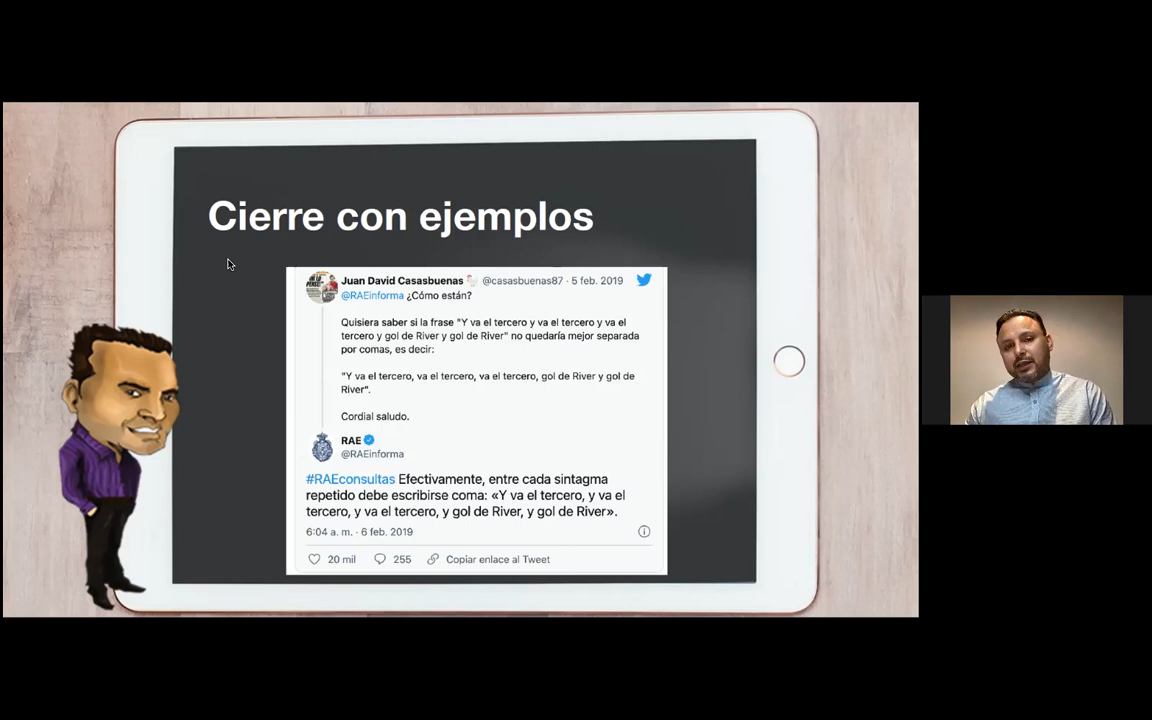 Cierre con ejemplos
Juan David Casasbuenas @casasbuenas87 · 5 feb. 2019
@RAEinforma ¿Cómo están?
Quisiera saber si la frase "Y va el tercero y va el tercero y va el
tercero y gol de River y gol de River" no quedaría mejor separada
por comas, es decir:
"Y va el tercero, va el tercero, va el tercero, gol de River y gol de
River".
Cordial saludo.
RAE
@RAEinforma
#RAEconsultas Efectivamente, entre cada sintagma
repetido debe escribirse coma: «Y va el tercero, y va el
tercero, y va el tercero, y gol de River, y gol de River».
6:04 a. m. · 6 feb. 2019
20 mil 255 Copiar enlace al Tweet